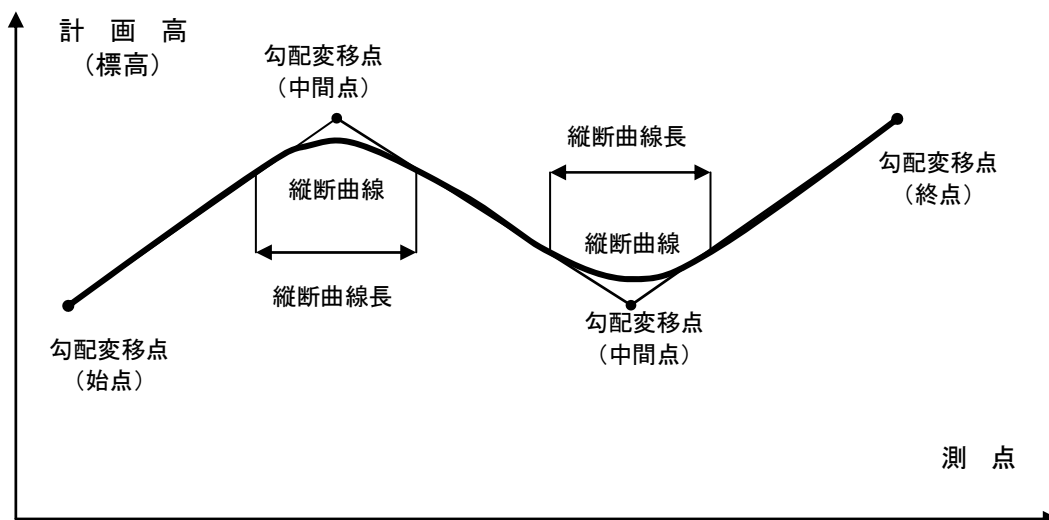 計 画 高
（標高）
勾配変移点
（中間点）
縦断曲線長
勾配変移点
（終点）
縦断曲線
縦断曲線
縦断曲線長
勾配変移点
（中間点）
勾配変移点
（始点）
測 点